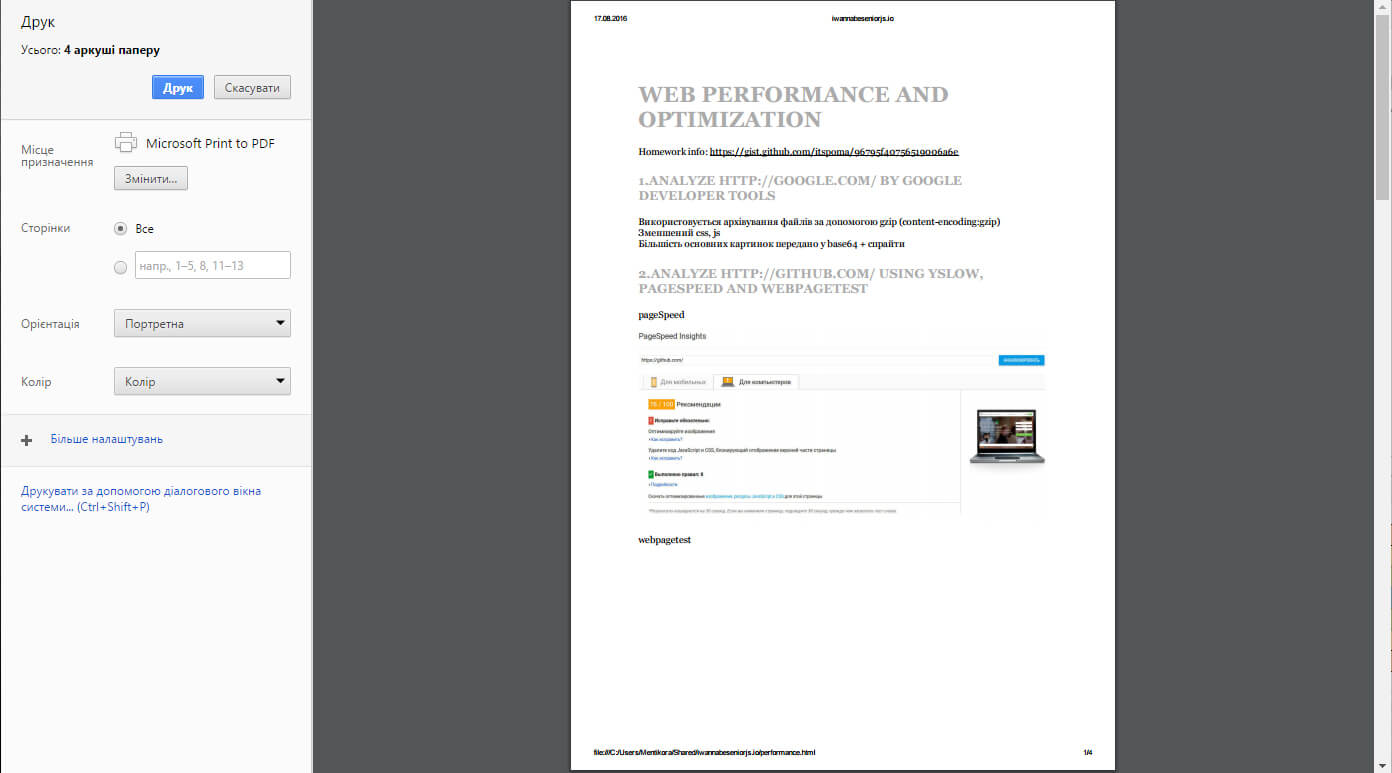 Друк
Усього: 4 аркуші паперу
Друк
Скасувати
Місце
призначення
Microsoft Print to PDF
Змінити...
Сторінки
Все
напр., 1–5, 8, 11–13
Орієнтація
Портретна
Колір
Колір
Більше налаштувань
Друкувати за допомогою діалогового вікна
системи... (Ctrl+Shift+P)
17.08.2016
iwannabeseniorjs.io
WEB PERFORMANCE AND
OPTIMIZATION
Homework info: https://gist.github.com/itspoma/96795f40756519006a6e
1.ANALYZE HTTP://GOOGLE.COM/ BY GOOGLE
DEVELOPER TOOLS
Використовується архівування файлів за допомогою gzip (content-encoding:gzip)
Зменшений css, js
Більшість основних картинок передано у base64 + спрайти
2.ANALYZE HTTP://GITHUB.COM/ USING YSLOW,
PAGESPEED AND WEBPAGETEST
pageSpeed
PageSpeed Insights
https://github.com/
Для мобильных
Для компьютеров
/ 100 Рекомендации
Исправьте обязательно:
Оптимизируйте изображения
Как исправить?
Удалите код JavaScript и CSS, блокирующий отображение верхней части страницы
Как исправить?
Выполнено правил: 8
Подробности
Скачать оптимизированные изображения, ресурсы JavaScript и CSS для этой страницы.
webpagetest
file:///C:/Users/Mentikora/Shared/iwannabeseniorjs.io/performance.html
1/4